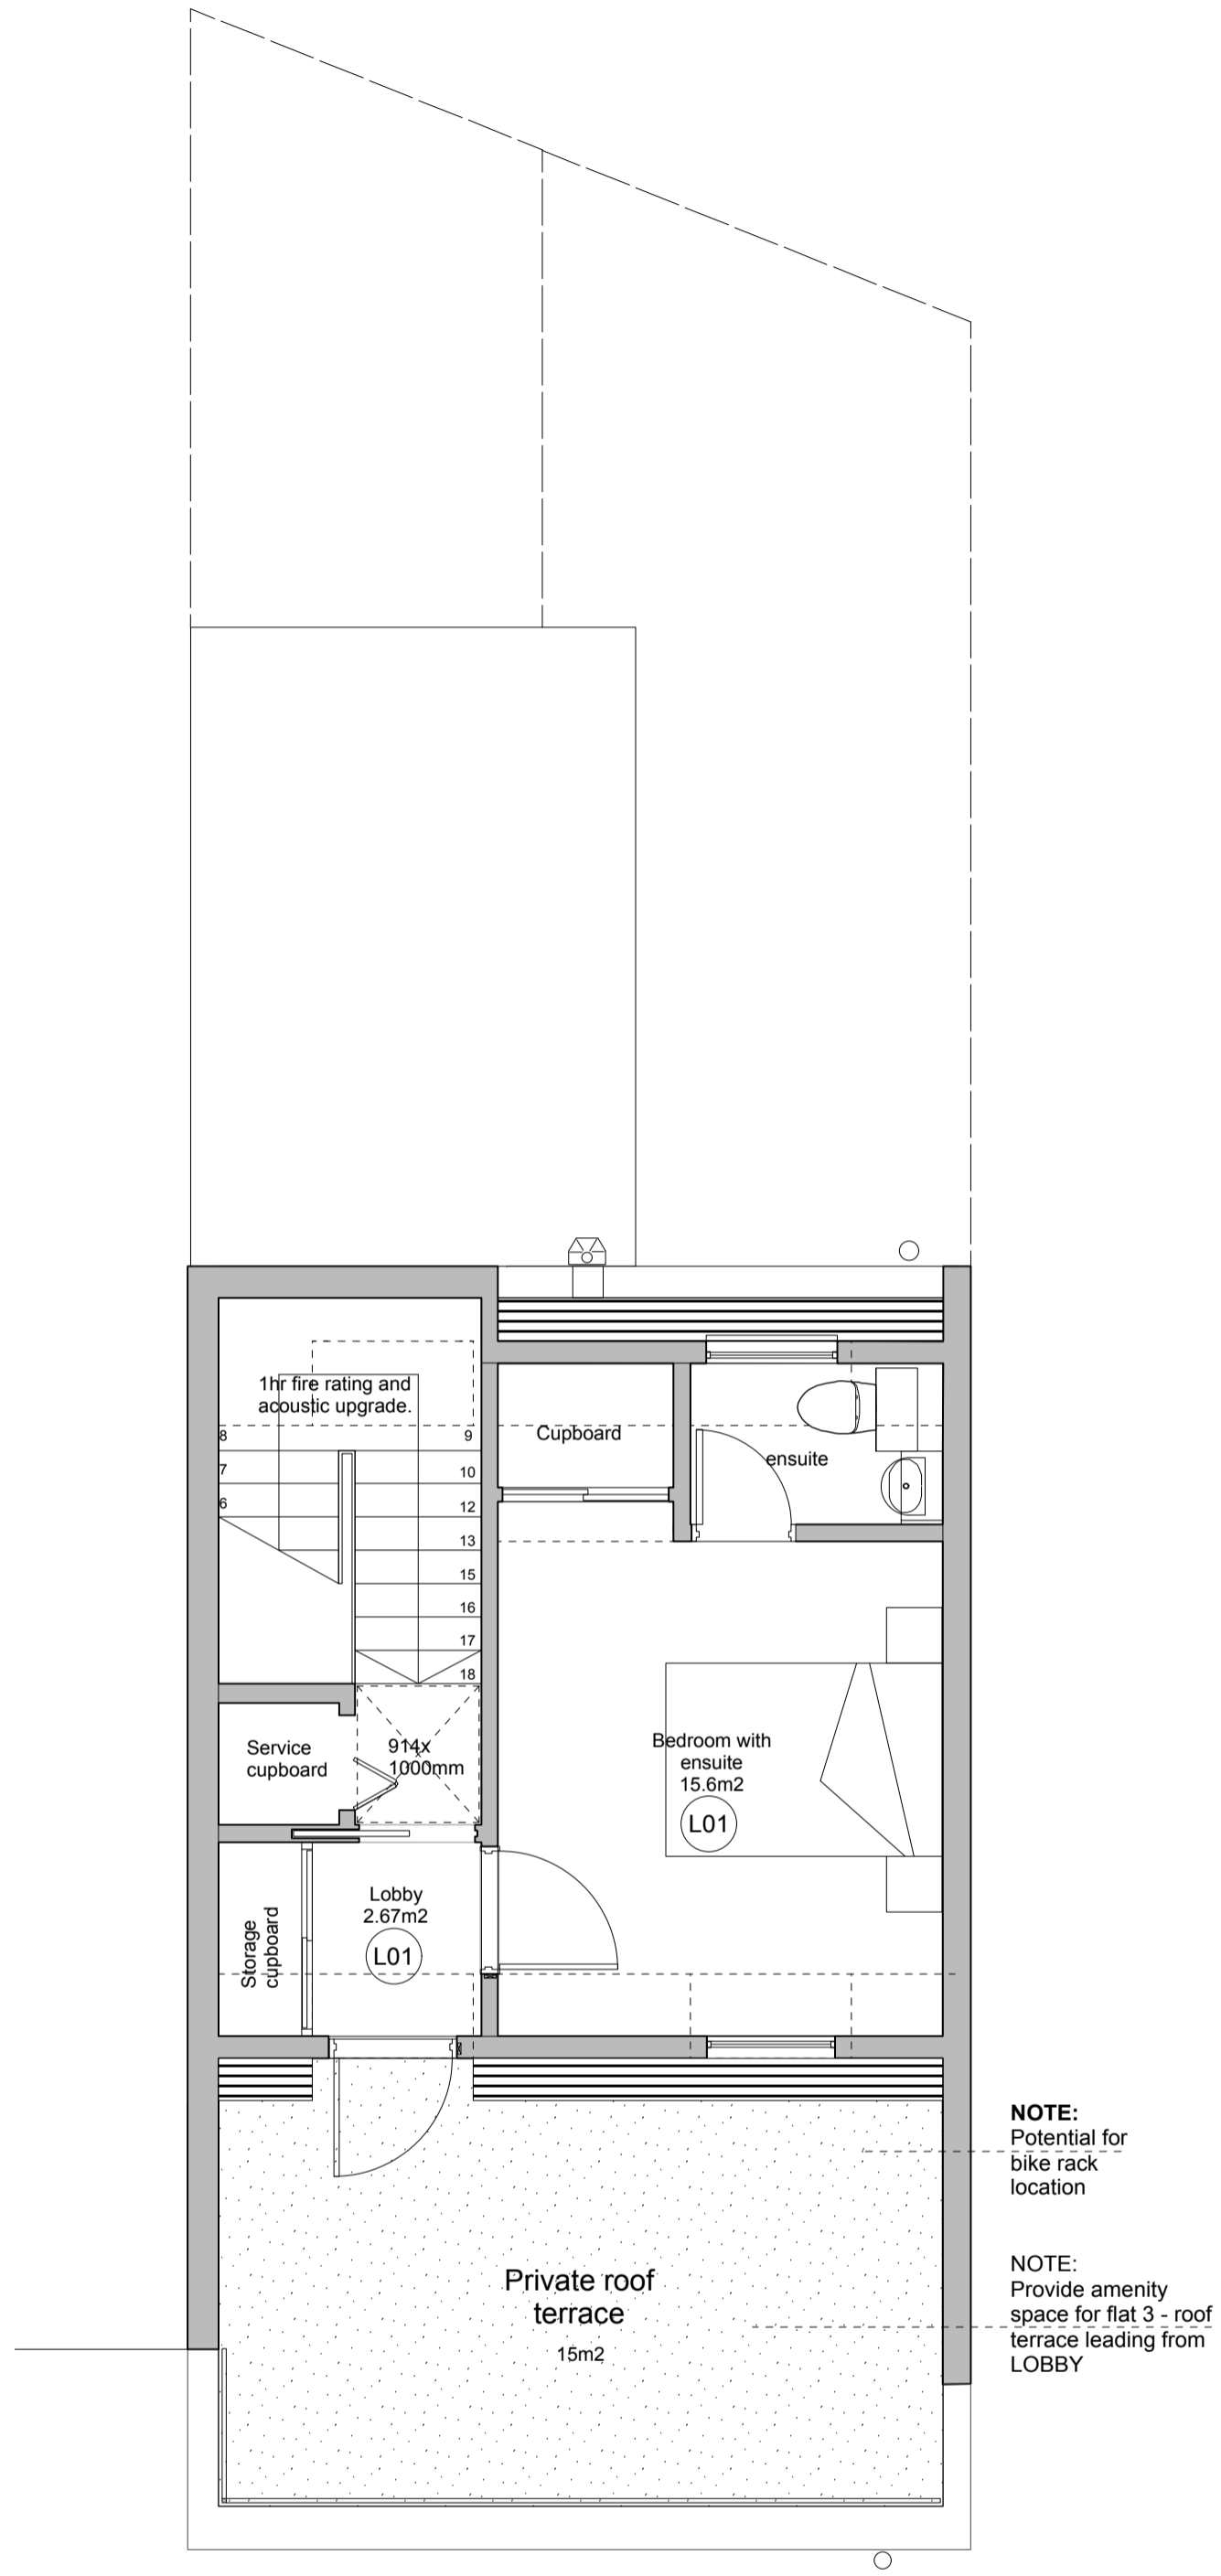 1hr fire rating and
acoustic upgrade.
8
9
7
10
6
12
13
15
16
17
18
Cupboard
ensuite
Service
cupboard
914x
1000mm
Bedroom with
ensuite
15.6m2
L01
Lobby
2.67m2
L01
Storage
cupboard
NOTE:
Potential for
bike rack
location
Private roof
terrace
15m2
NOTE:
Provide amenity
space for flat 3 - roof
terrace leading from
LOBBY